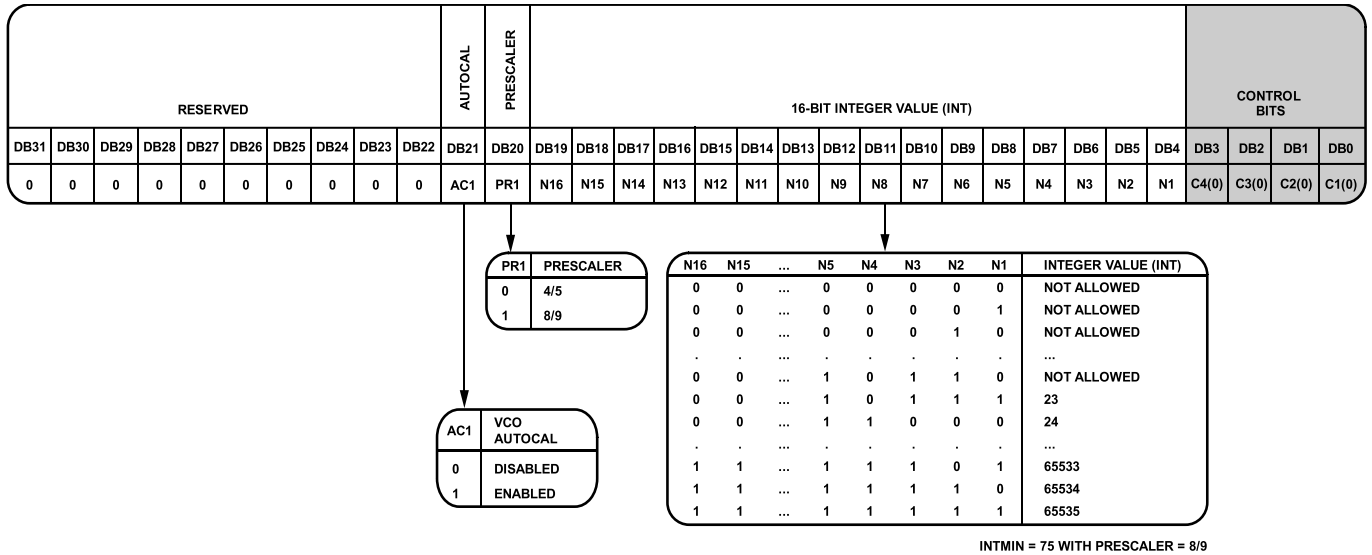 RESERVED AUTOCAL PRESCALER 16-BIT INTEGER VALUE (INT) CONTROL
BITS
DB31 DB30 DB29 DB28 DB27 DB26 DB25 DB24 DB23 DB22 DB21 DB20 DB19 DB18 DB17 DB16 DB15 DB14 DB13 DB12 DB11 DB10 DB9 DB8 DB7 DB6 DB5 DB4 DB3 DB2 DB1 DB0
0 0 0 0 0 0 0 0 0 0 AC1 PR1 N16 N15 N14 N13 N12 N11 N10 N9 N8 N7 N6 N5 N4 N3 N2 N1 C4(0) C3(0) C2(0) C1(0)
PR1 PRESCALER
0 4/5
1 8/9
AC1 VCO
AUTOCAL
0 DISABLED
1 ENABLED
N16 N15 ... N5 N4 N3 N2 N1 INTEGER VALUE (INT)
0 0 ... 0 0 0 0 0 NOT ALLOWED
0 0 ... 0 0 0 0 1 NOT ALLOWED
0 0 ... 0 0 0 1 0 NOT ALLOWED
. . ... . . . . . ...
0 0 ... 1 0 1 1 0 NOT ALLOWED
0 0 ... 1 0 1 1 1 23
0 0 ... 1 1 0 0 0 24
. . ... . . . . . ...
1 1 ... 1 1 1 0 1 65533
1 1 ... 1 1 1 1 0 65534
1 1 ... 1 1 1 1 1 65535
INTMIN = 75 WITH PRESCALER = 8/9